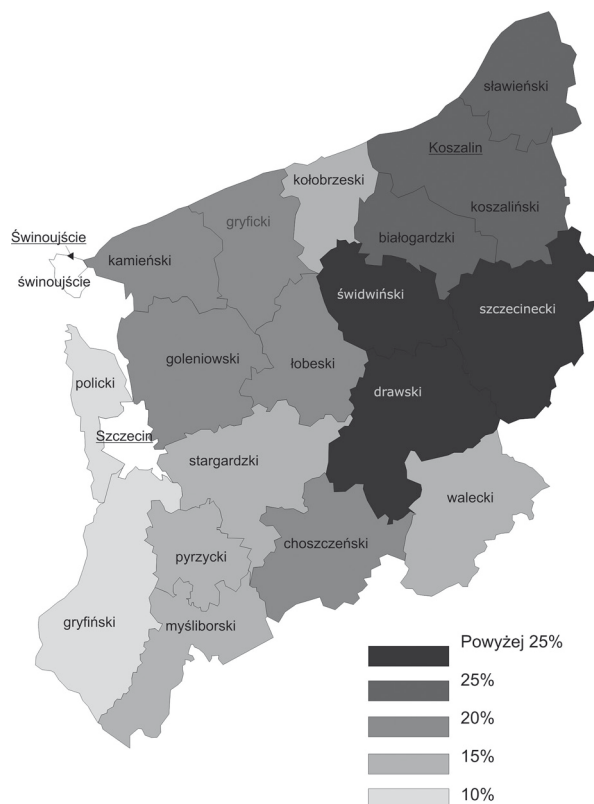 sławieński
Koszalin
kołobrzeski
koszaliński
gryficki
białogardzki
Świnoujście
kamieński
świnoujście
świdwiński
szczecinecki
goleniowski
łobeski
policki
drawski
Szczecin
stargardzki
walecki
choszczeński
pyrzycki
gryfiński
myśliborski
Powyżej 25%
25%
20%
15%
10%